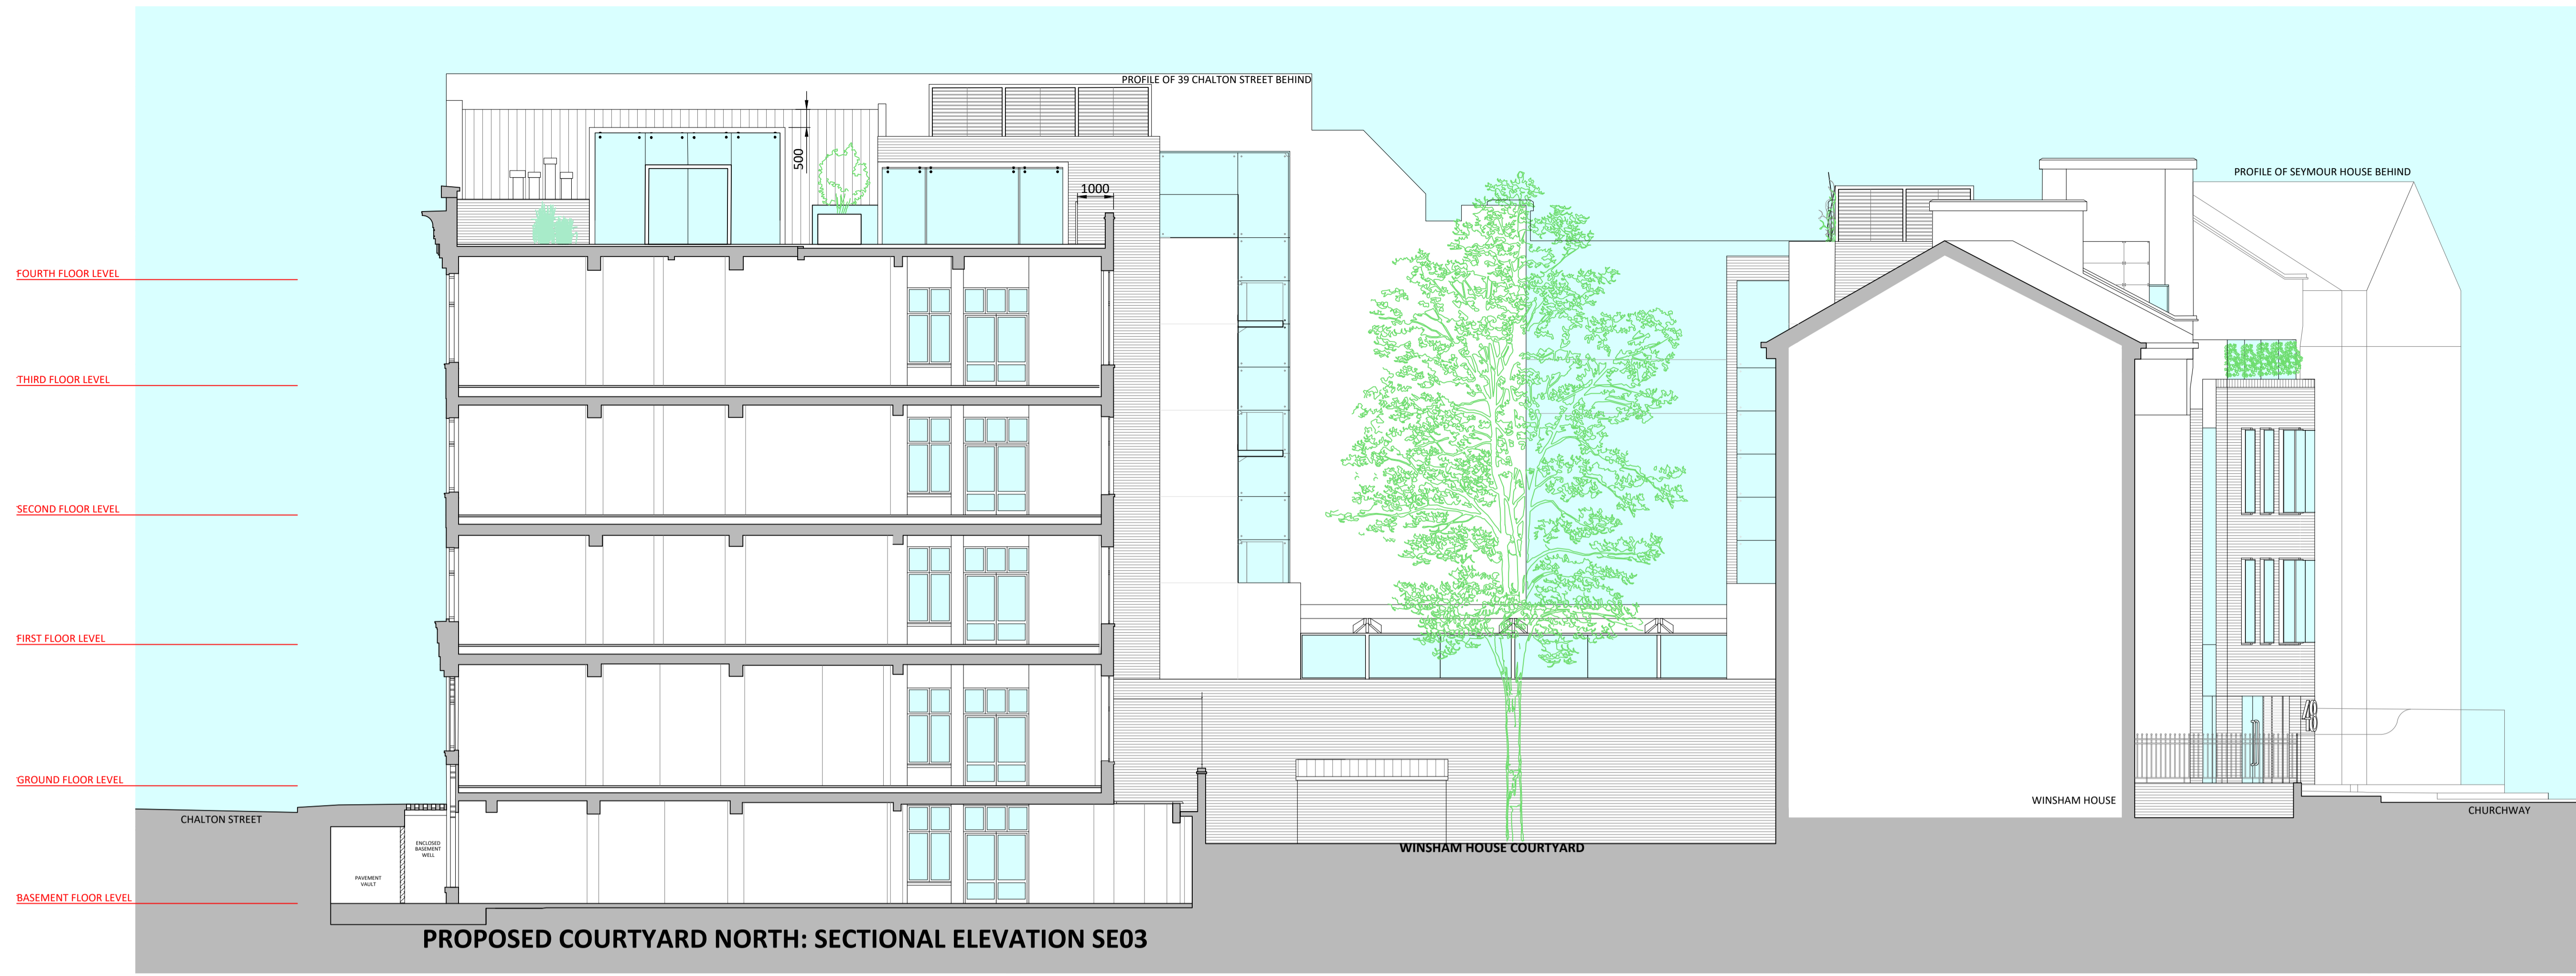 PROFILE OF 39 CHALTON STREET BEHIND
500
1000
PROFILE OF SEYMOUR HOUSE BEHIND
FOURTH FLOOR LEVEL
THIRD FLOOR LEVEL
SECOND FLOOR LEVEL
FIRST FLOOR LEVEL
GROUND FLOOR LEVEL
BASEMENT FLOOR LEVEL
CHALTON STREET
ENCLOSED
BASEMENT
WELL
PAVEMENT
VAULT
WINSHAM HOUSE COURTYARD
WINSHAM HOUSE
CHURCHWAY
PROPOSED COURTYARD NORTH: SECTIONAL ELEVATION SE03